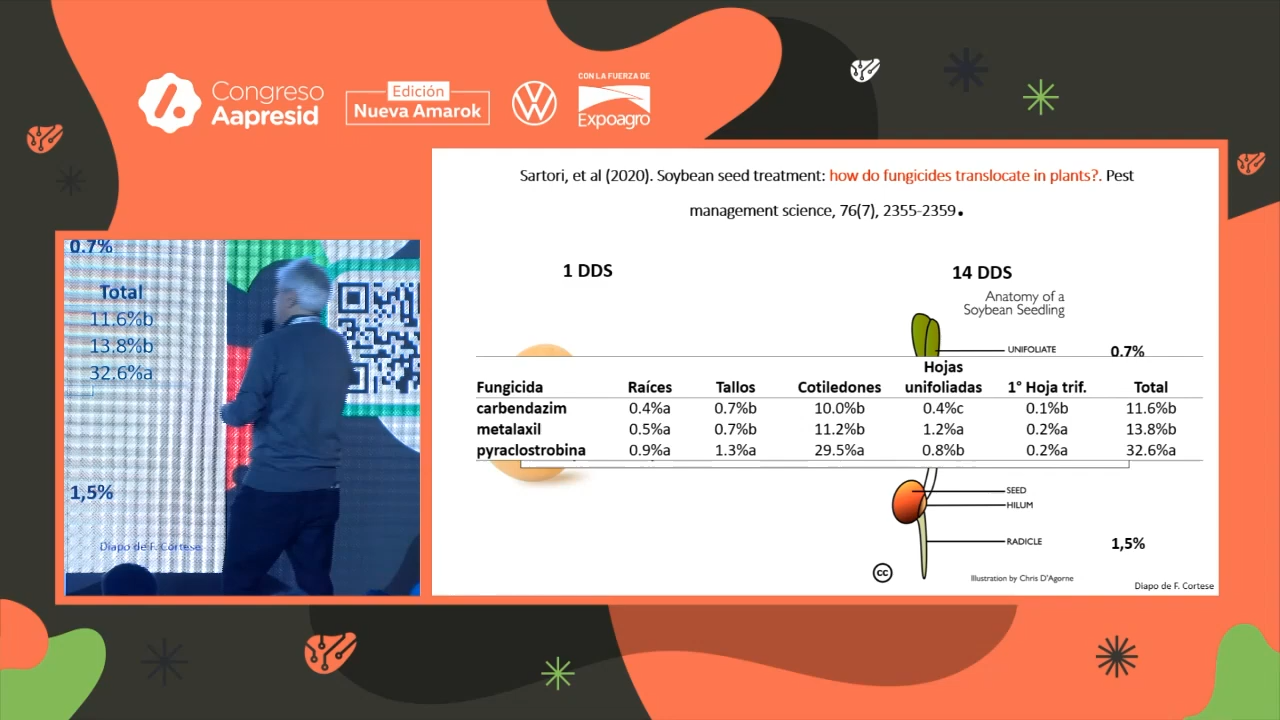 Congreso
Aapresid
Edición
Nueva Amarok
CON LA FUERZA DE
Expoagro
Sartori, et al (2020). Soybean seed treatment: how do fungicides translocate in plants?. Pest
management science, 76(7), 2355-2359.
1 DDS
14 DDS
Anatomy of a
Soybean Seedling
UNIFOLIATE 0.7%
Fungicida Raíces Tallos Cotiledones Hojas unifoliadas 1° Hoja trif. Total
carbendazim 0.4%a 0.7%b 10.0%b 0.4%c 0.1%b 11.6%b
metalaxil 0.5%a 0.7%b 11.2%b 1.2%a 0.2%a 13.8%b
pyraclostrobina 0.9%a 1.3%a 29.5%a 0.8%b 0.2%a 32.6%a
SEED
HILUM
RADICLE 1,5%
cc
Illustration by Chris D'Agorne
Diapo de F. Cortese
0.7%
Total
11.6%b
13.8%b
32.6%a
1,5%
Diapo de F. Cortese